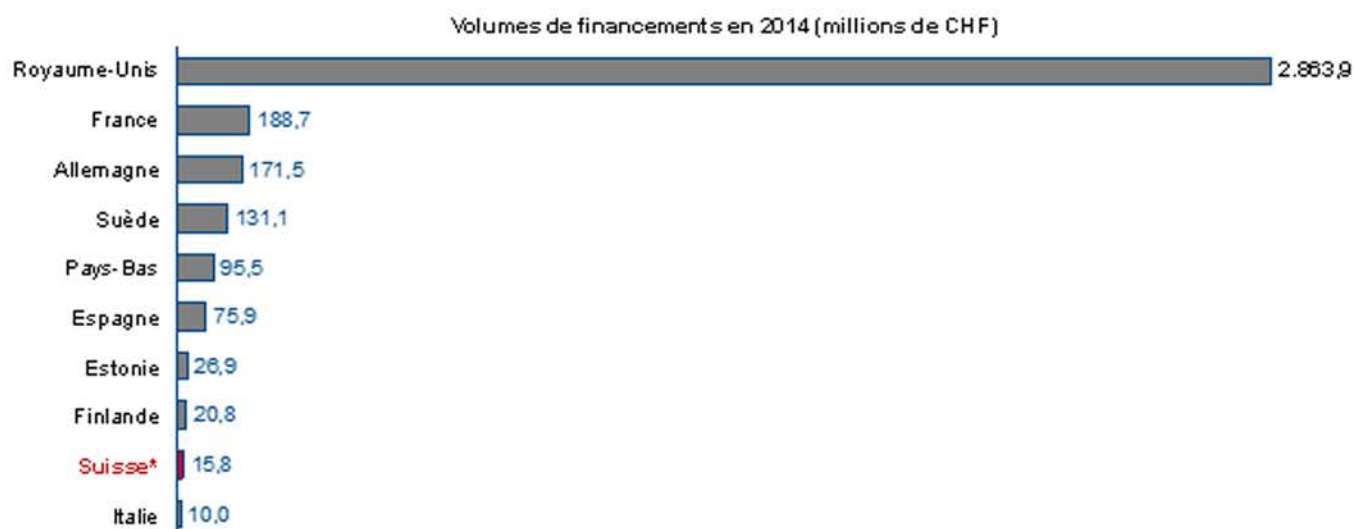 Volumes de financements en 2014 (millions de CHF)
Royaume-Unis 2.863,9
France 188,7
Allemagne 171,5
Suède 131,1
Pays-Bas 95,5
Espagne 75,9
Estonie 26,9
Finlande 20,8
Suisse* 15,8
Italie 10,0